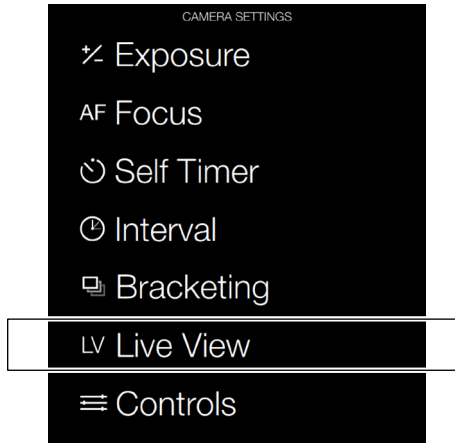 CAMERA SETTINGS
Exposure
AF Focus
Self Timer
Interval
Bracketing
LV Live View
Controls